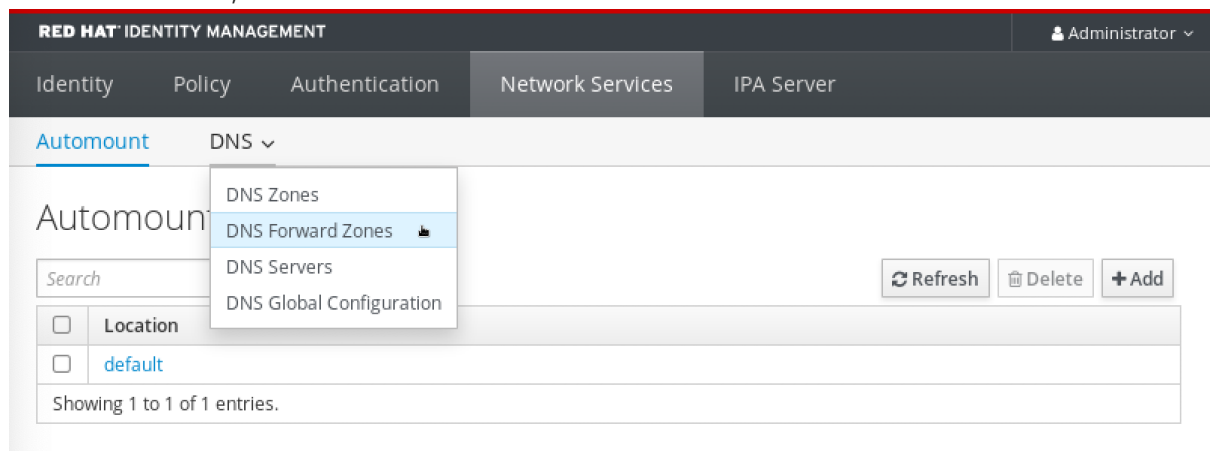 RED HAT® IDENTITY MANAGEMENT Administrator
Identity Policy Authentication Network Services IPA Server
Automount DNS
DNS Zones
DNS Forward Zones
DNS Servers
DNS Global Configuration
Automoun
Search Refresh Delete Add
Location
default
Showing 1 to 1 of 1 entries.